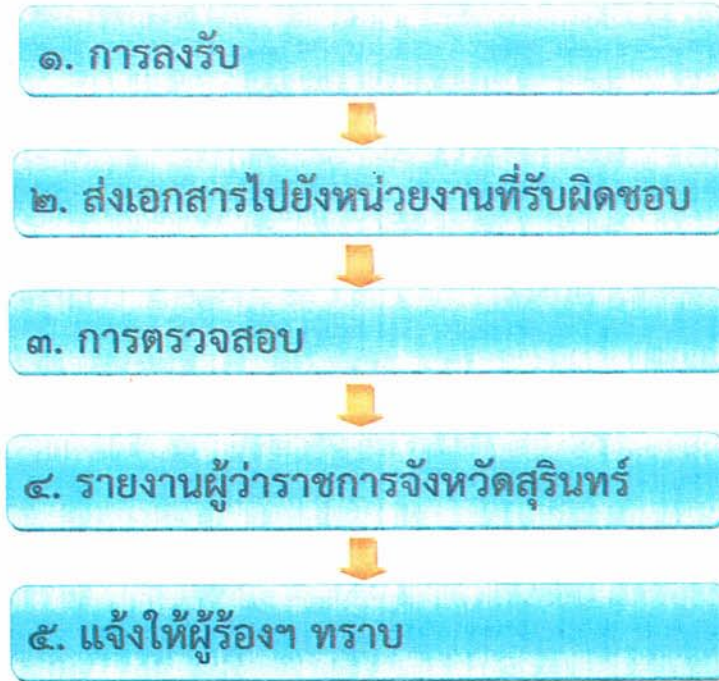 ๑. การลงรับ
๒. ส่งเอกสารไปยังหน่วยงานที่รับผิดชอบ
๓. การตรวจสอบ
๔. รายงานผู้ว่าราชการจังหวัดสุรินทร์
๕. แจ้งให้ผู้ร้องฯ ทราบ